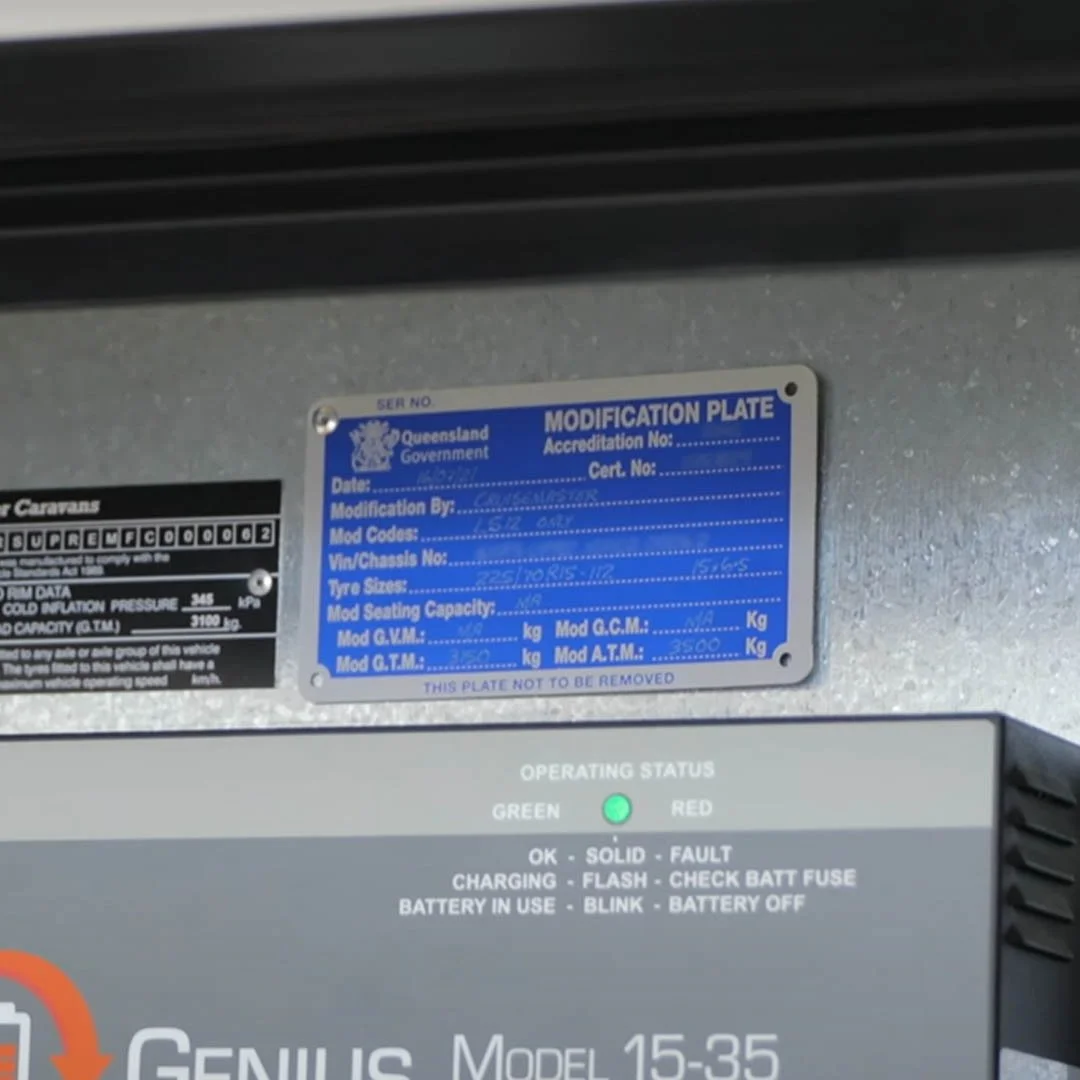 r Caravans
SUPREMFC000062
was manufactured to comply with the
le Standards Act 1989
D RIM DATA
COLD INFLATION PRESSURE 345 kPa
AD CAPACITY (G.T.M.) 3100 kg.
tted to any axle or axle group of this vehicle
The tyres fitted to this vehicle shall have a
maximum vehicle operating speed km/h.
SER NO.
Queensland
Government
MODIFICATION PLATE
Accreditation No:
Cert. No:
Date: 16/07/21
Modification By: CRUISEMASTER
Mod Codes: LS12 ONLY
Vin/Chassis No:
Tyre Sizes: 225/70R15-112 15x6.5
Mod Seating Capacity: NA
Mod G.V.M.: NA kg Mod G.C.M.: NA Kg
Mod G.T.M.: 3150 kg Mod A.T.M.: 3500 Kg
THIS PLATE NOT TO BE REMOVED
OPERATING STATUS
GREEN RED
OK - SOLID - FAULT
CHARGING - FLASH - CHECK BATT FUSE
BATTERY IN USE - BLINK - BATTERY OFF
GENIUS MODEL 15-35